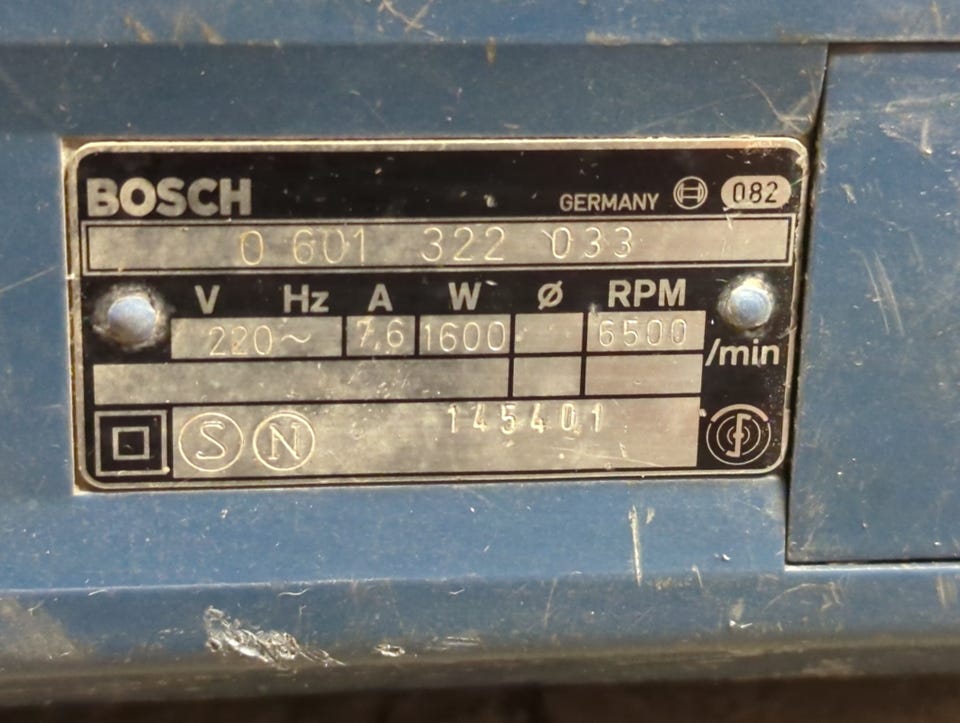 BOSCH GERMANY 082
0 601 322 033
V Hz A W Ø RPM
220~ 7,6 1600 6500
/min
S N 145401